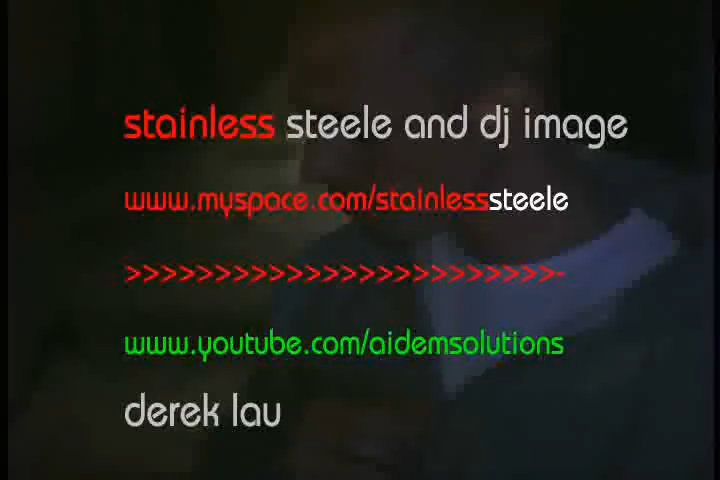 stainless steele and dj image
www.myspace.com/stainlesssteele
>>>>>>>>>>>>>>>>>>>>>>>>-
www.youtube.com/aidemsolutions
derek lau